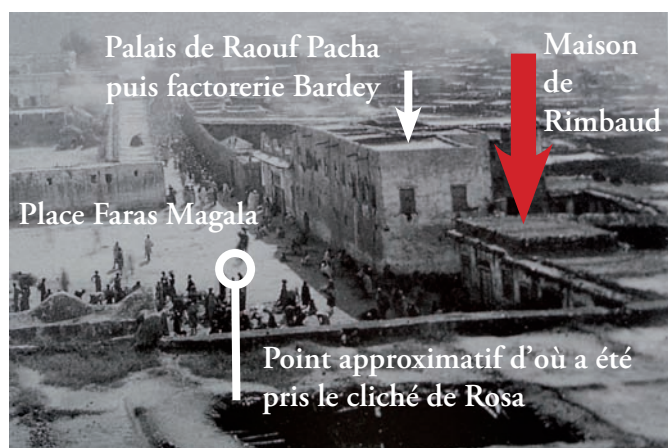 Palais de Raouf Pacha
puis factorerie Bardey
Maison
de
Rimbaud
Place Faras Magala
Point approximatif d'où a été
pris le cliché de Rosa